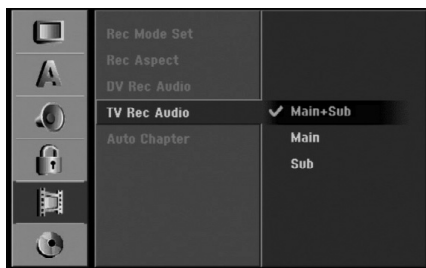 A
Rec Mode Set
Rec Aspect
DV Rec Audio
TV Rec Audio
Auto Chapter
Main+Sub
Main
Sub